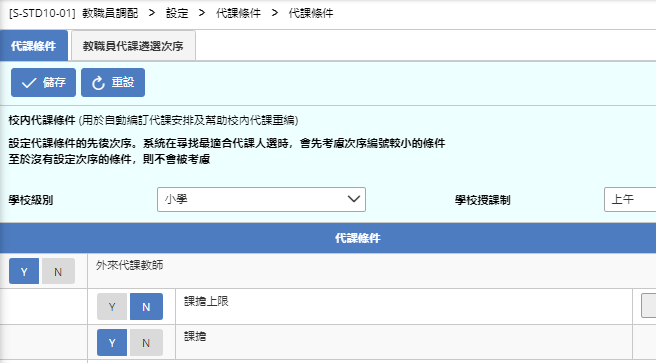 [S-STD10-01] 教職員調配 > 設定 > 代課條件 > 代課條件
代課條件 教職員代課遴選次序
儲存 重設
校內代課條件 (用於自動編訂代課安排及幫助校內代課重編)
設定代課條件的先後次序。系統在尋找最適合代課人選時，會先考慮次序編號較小的條件
至於沒有設定次序的條件，則不會被考慮
學校級別 小學 學校授課制 上午
代課條件
Y N 外來代課教師
Y N 課擔上限
Y N 課擔